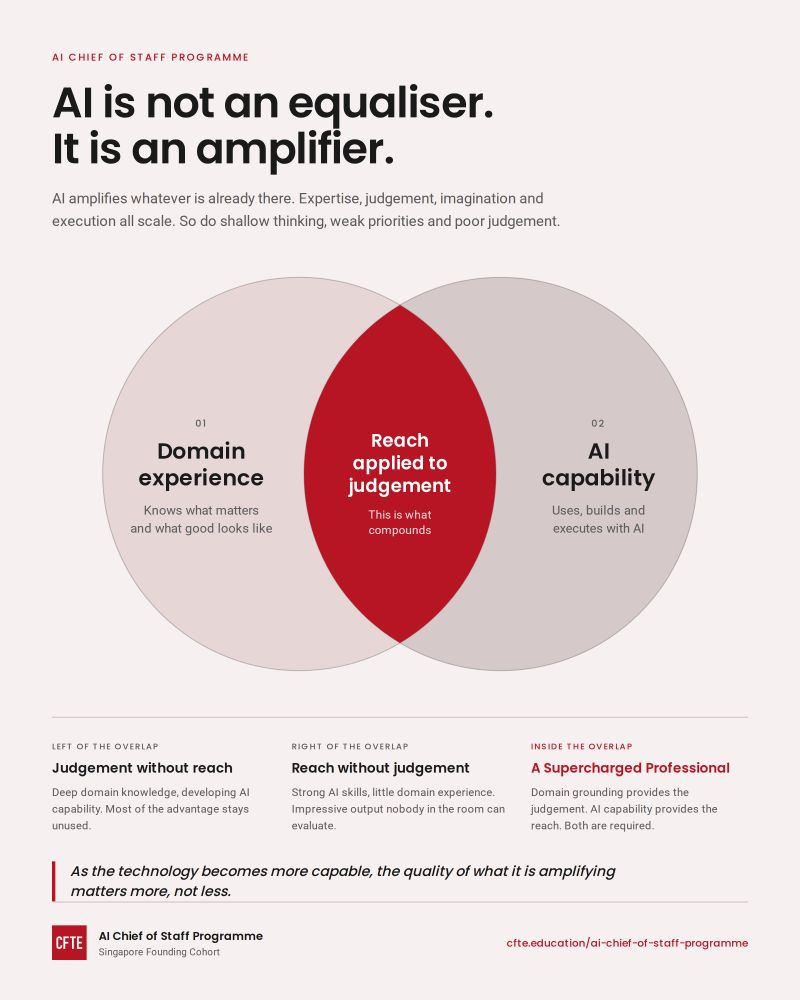 AI CHIEF OF STAFF PROGRAMME
AI is not an equaliser.
It is an amplifier.
AI amplifies whatever is already there. Expertise, judgement, imagination and
execution all scale. So do shallow thinking, weak priorities and poor judgement.
01
Domain
experience
Knows what matters
and what good looks like
Reach
applied to
judgement
This is what
compounds
02
AI
capability
Uses, builds and
executes with AI
LEFT OF THE OVERLAP
Judgement without reach
Deep domain knowledge, developing AI
capability. Most of the advantage stays
unused.
RIGHT OF THE OVERLAP
Reach without judgement
Strong AI skills, little domain experience.
Impressive output nobody in the room can
evaluate.
INSIDE THE OVERLAP
A Supercharged Professional
Domain grounding provides the
judgement. AI capability provides the
reach. Both are required.
As the technology becomes more capable, the quality of what it is amplifying
matters more, not less.
CFTE
AI Chief of Staff Programme
Singapore Founding Cohort
cfte.education/ai-chief-of-staff-programme